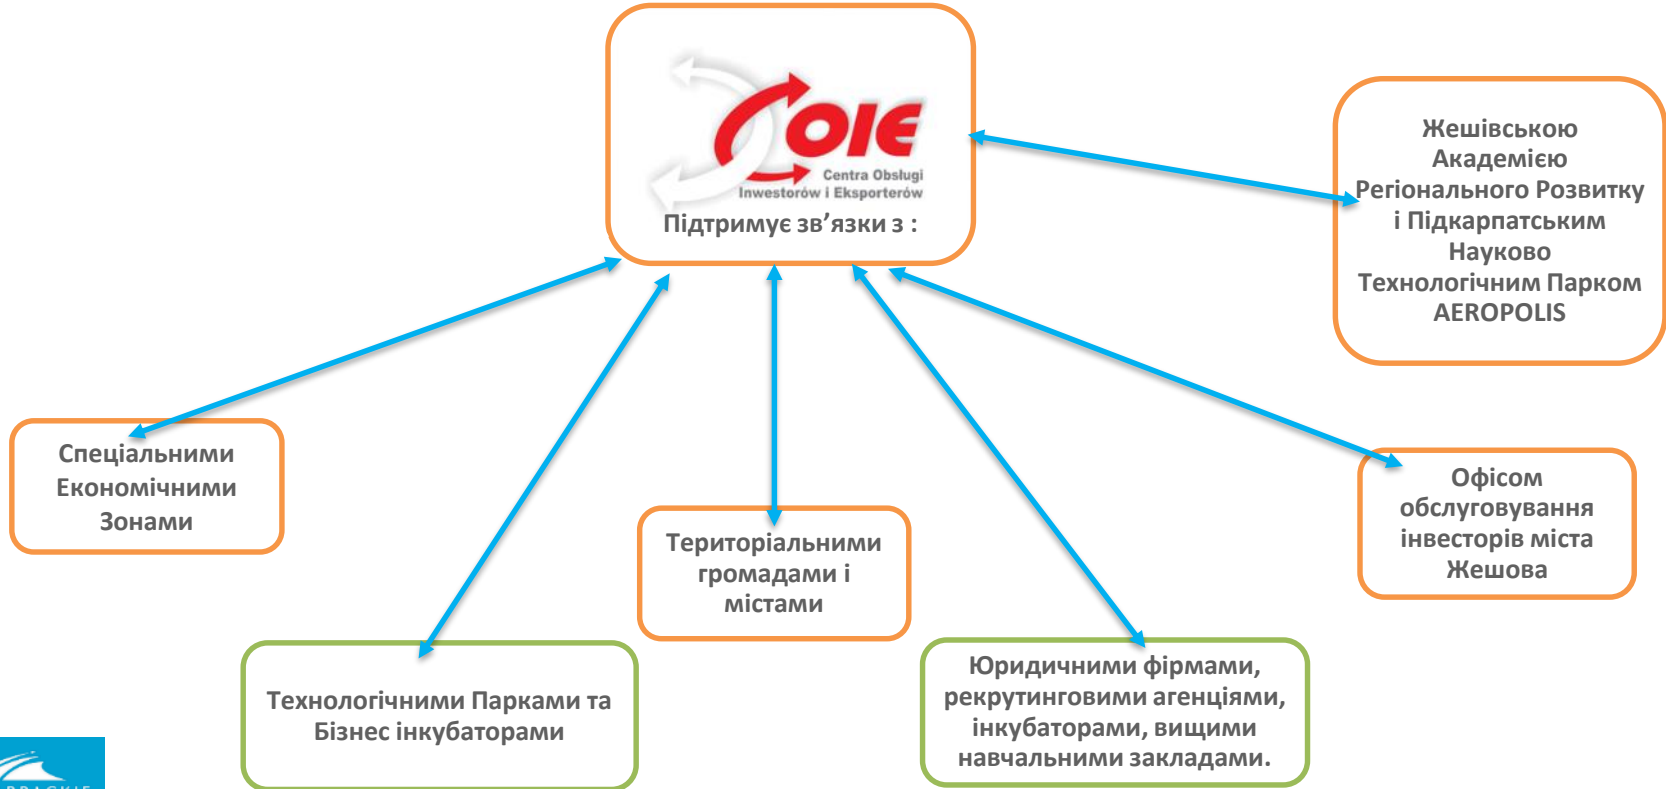 COIE
Centra Obsługi
Inwestorów i Eksporterów
Підтримує зв’язки з :
Жешівською
Академією
Регіонального Розвитку
і Підкарпатським
Науково
Технологічним Парком
AEROPOLIS
Спеціальними
Економічними
Зонами
Офісом
обслуговування
інвесторів міста
Жешова
Територіальними
громадами і
містами
Технологічними Парками та
Бізнес інкубаторами
Юридичними фірмами,
рекрутинговими агенціями,
інкубаторами, вищими
навчальними закладами.